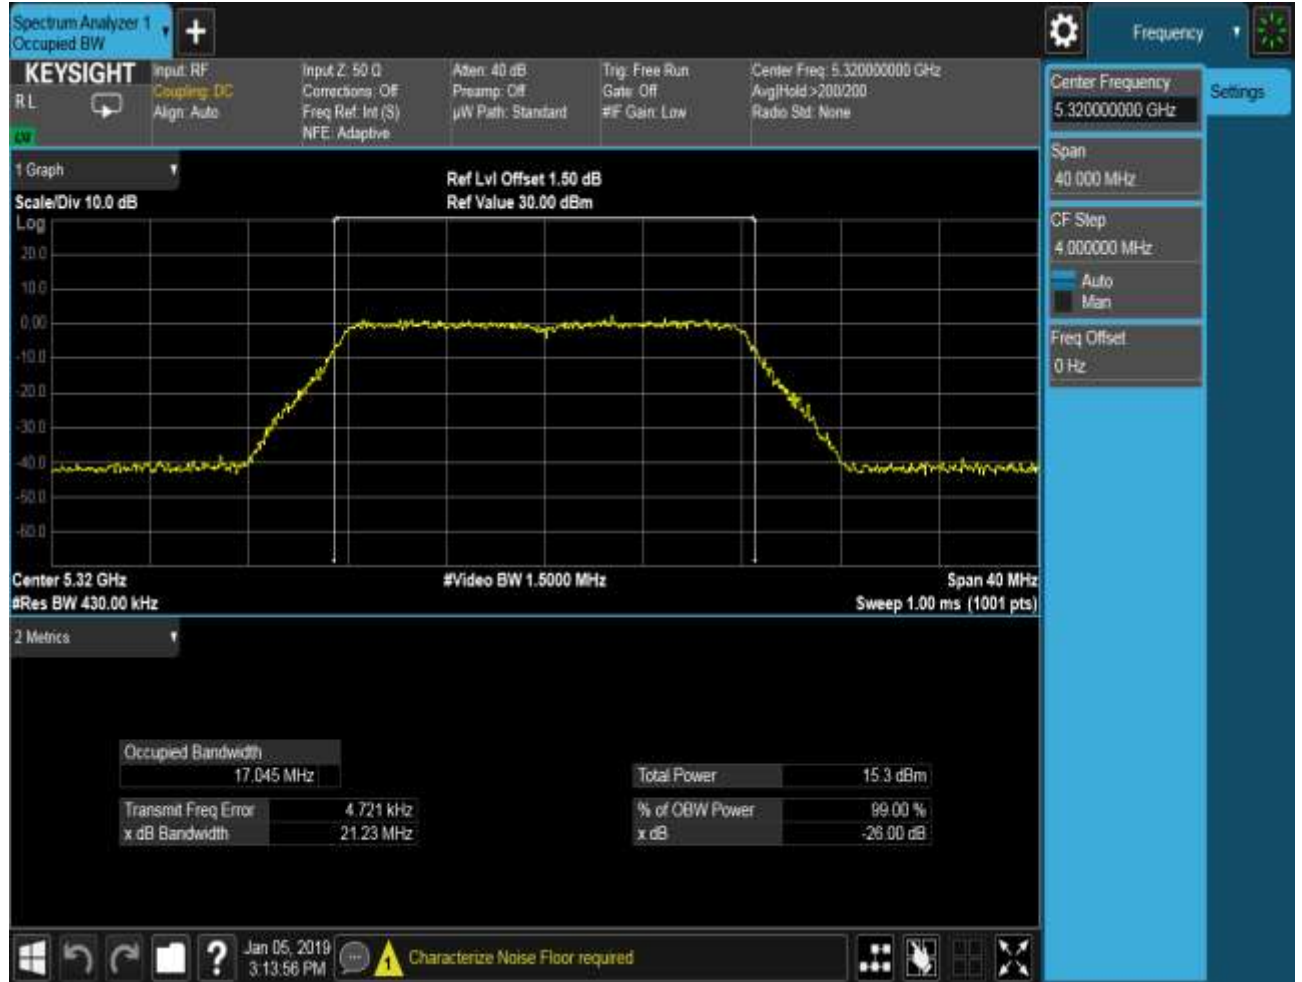 Spectrum Analyzer 1
Occupied BW
Frequency
KEYSIGHT
RL
Input: RF
Coupling: DC
Align: Auto
Input Z: 50 Ω
Corrections: Off
Freq Ref: Int (S)
NFE: Adaptive
Atten: 40 dB
Preamp: Off
µW Path: Standard
Trig: Free Run
Gate: Off
#IF Gain: Low
Center Freq: 5.320000000 GHz
Avg|Hold:>200/200
Radio Std: None
Center Frequency
5.320000000 GHz
Settings
Span
40.000 MHz
CF Step
4.000000 MHz
Auto
Man
Freq Offset
0 Hz
1 Graph
Ref Lvl Offset 1.50 dB
Scale/Div 10.0 dB
Ref Value 30.00 dBm
Log
20.0
10.0
0.00
-10.0
-20.0
-30.0
-40.0
-50.0
-60.0
Center 5.32 GHz
#Video BW 1.5000 MHz
Span 40 MHz
#Res BW 430.00 kHz
Sweep 1.00 ms (1001 pts)
2 Metrics
Occupied Bandwidth
17.045 MHz
Total Power 15.3 dBm
Transmit Freq Error 4.721 kHz
% of OBW Power 99.00 %
x dB Bandwidth 21.23 MHz
x dB -26.00 dB
Jan 05, 2019
3:13:56 PM
1
Characterize Noise Floor required